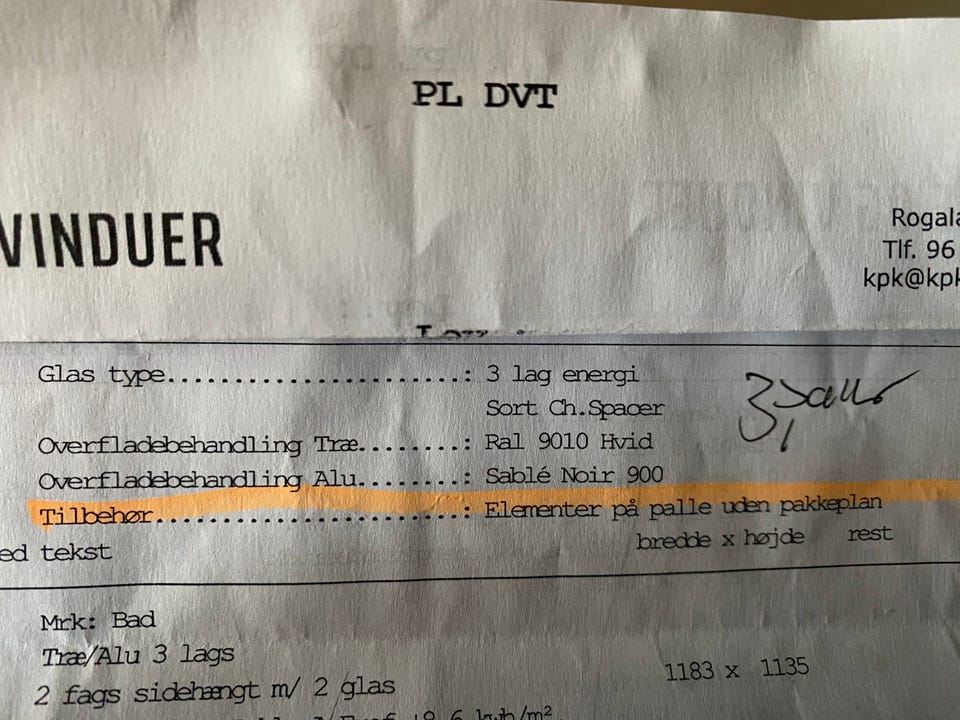 PL DVT
VINDUER
Rogala
Tlf. 96
kpk@kpk
Glas type......................: 3 lag energi
Sort Ch.Spacer
Overfladebehandling Træ........: Ral 9010 Hvid
Overfladebehandling Alu........: Sablé Noir 900
Tilbehør.......................: Elementer på palle uden pakkeplan
ed tekst
bredde x højde rest
Mrk: Bad
Træ/Alu 3 lags
2 fags sidehængt m/ 2 glas
1183 x 1135
kwh/m²